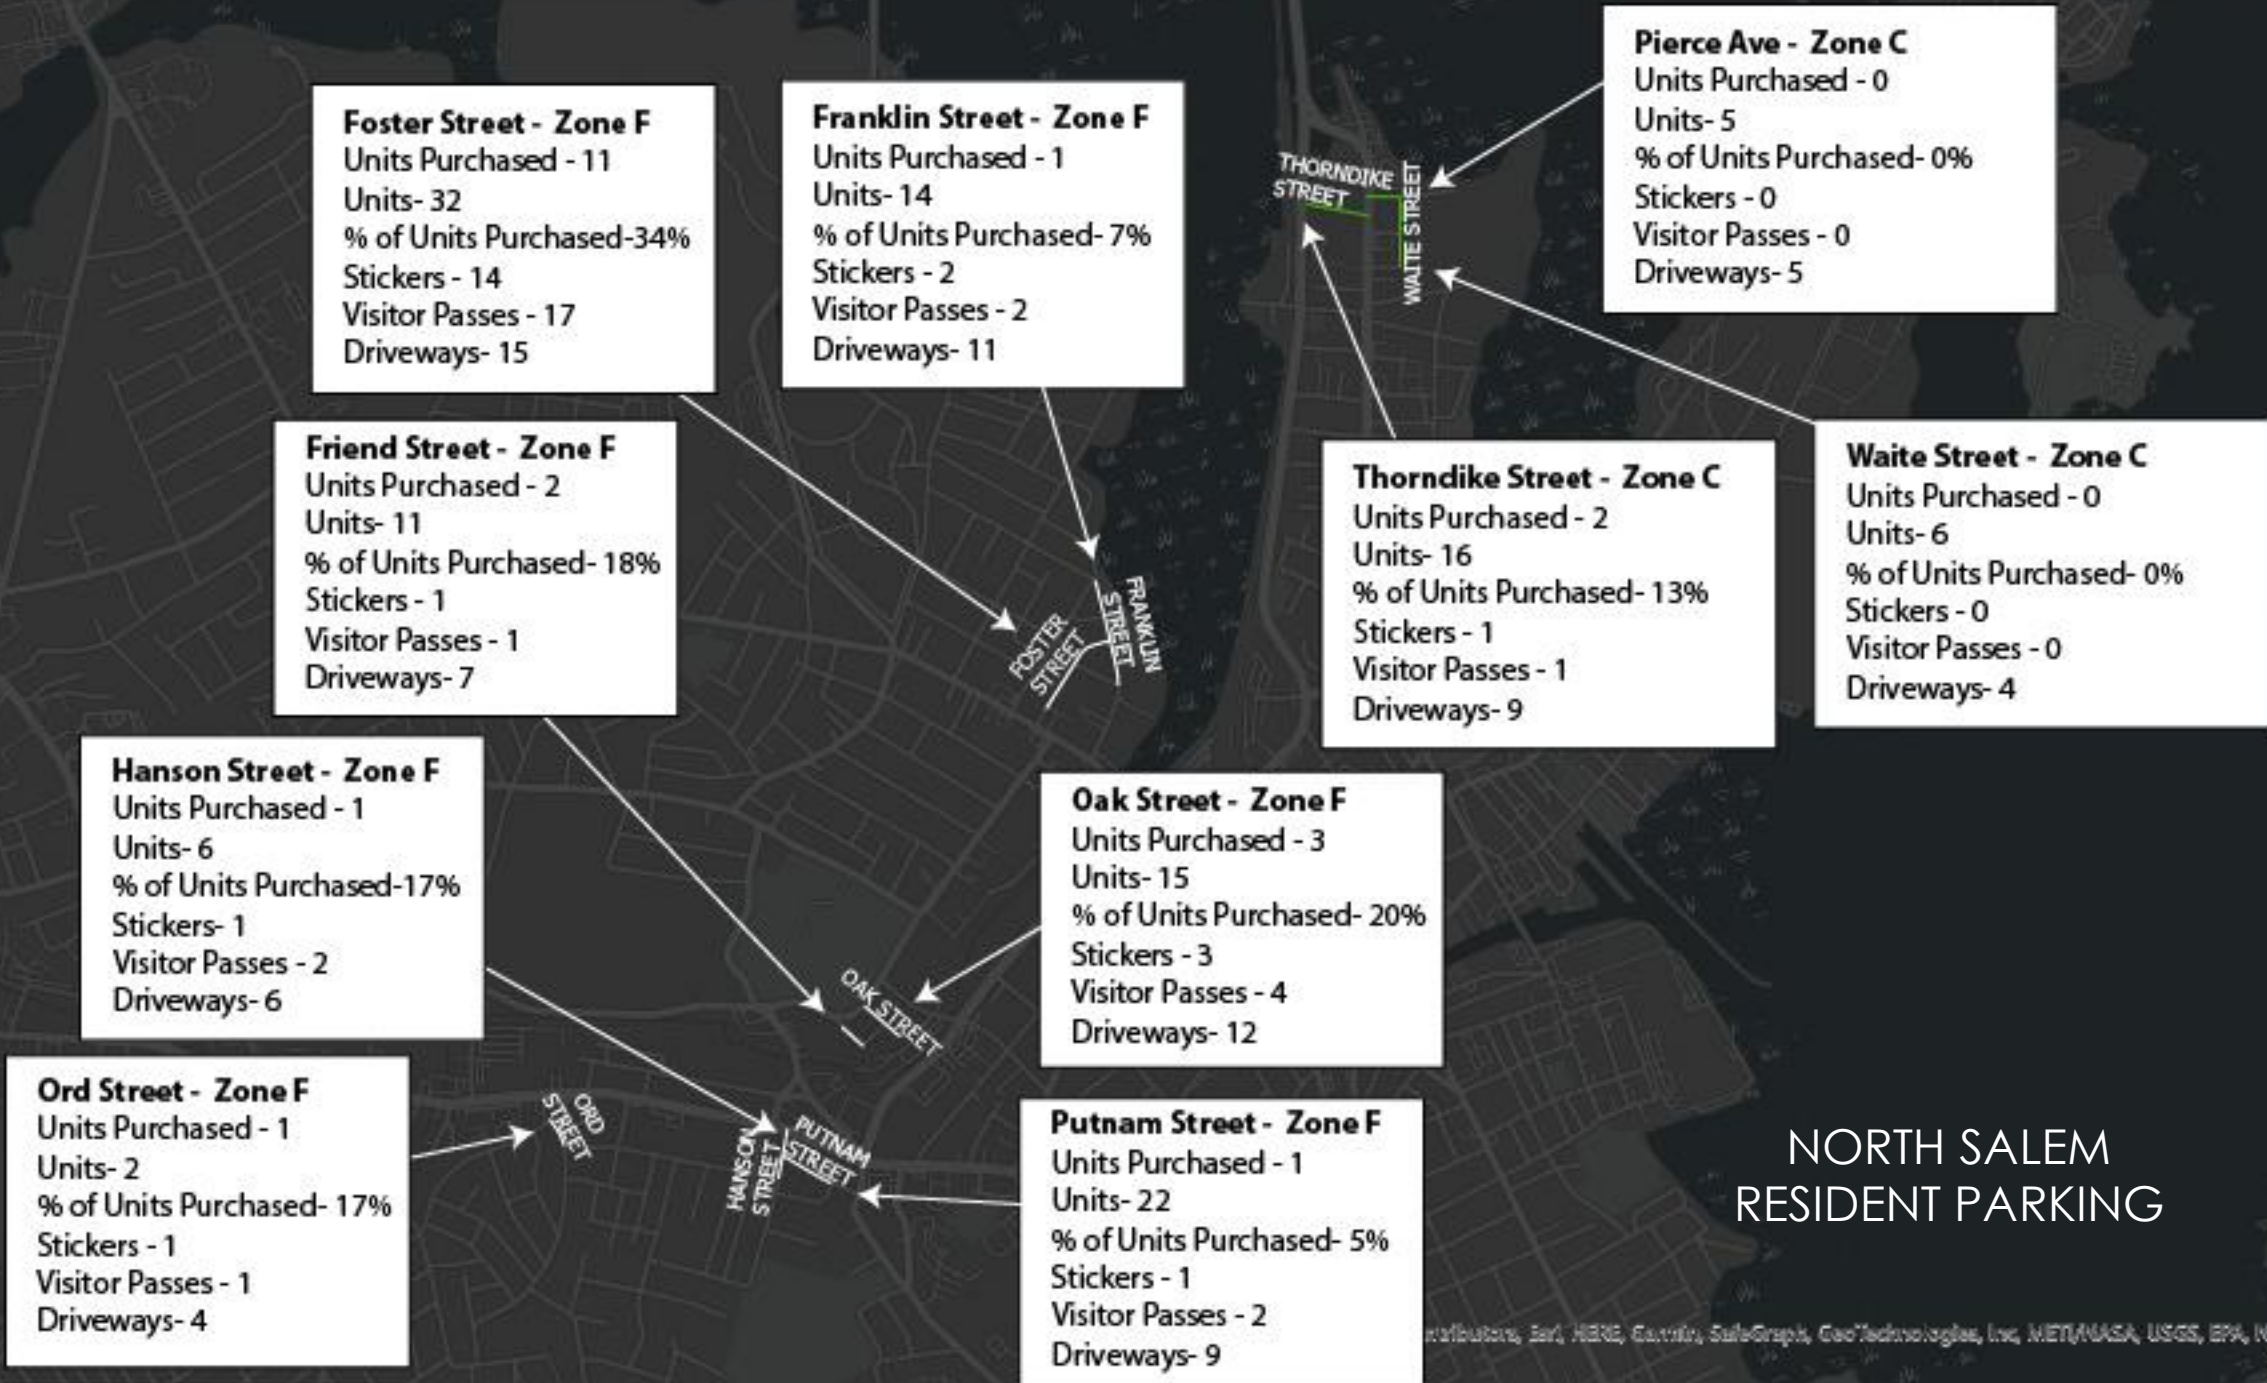 Pierce Ave - Zone C
Units Purchased - 0
Units- 5
% of Units Purchased- 0%
Stickers - 0
Visitor Passes - 0
Driveways- 5
Foster Street - Zone F
Units Purchased - 11
Units- 32
% of Units Purchased-34%
Stickers - 14
Visitor Passes - 17
Driveways- 15
Franklin Street - Zone F
Units Purchased - 1
Units- 14
% of Units Purchased- 7%
Stickers - 2
Visitor Passes - 2
Driveways- 11
THORNDIKE
STREET
WAITE STREET
Friend Street - Zone F
Units Purchased - 2
Units- 11
% of Units Purchased- 18%
Stickers - 1
Visitor Passes - 1
Driveways- 7
Thorndike Street - Zone C
Units Purchased - 2
Units- 16
% of Units Purchased- 13%
Stickers - 1
Visitor Passes - 1
Driveways- 9
Waite Street - Zone C
Units Purchased - 0
Units- 6
% of Units Purchased- 0%
Stickers - 0
Visitor Passes - 0
Driveways- 4
FRANKLIN
STREET
FOSTER
STREET
Hanson Street - Zone F
Units Purchased - 1
Units- 6
% of Units Purchased-17%
Stickers- 1
Visitor Passes - 2
Driveways- 6
Oak Street - Zone F
Units Purchased - 3
Units- 15
% of Units Purchased- 20%
Stickers - 3
Visitor Passes - 4
Driveways- 12
OAK STREET
Ord Street - Zone F
Units Purchased - 1
Units- 2
% of Units Purchased- 17%
Stickers - 1
Visitor Passes - 1
Driveways- 4
ORD
STREET
HANSON
STREET
PUTNAM
STREET
Putnam Street - Zone F
Units Purchased - 1
Units- 22
% of Units Purchased- 5%
Stickers - 1
Visitor Passes - 2
Driveways- 9
NORTH SALEM
RESIDENT PARKING
Esri, HERE, Garmin, SafeGraph, GeoTechnologies, Inc, METI/NASA, USGS, EPA,